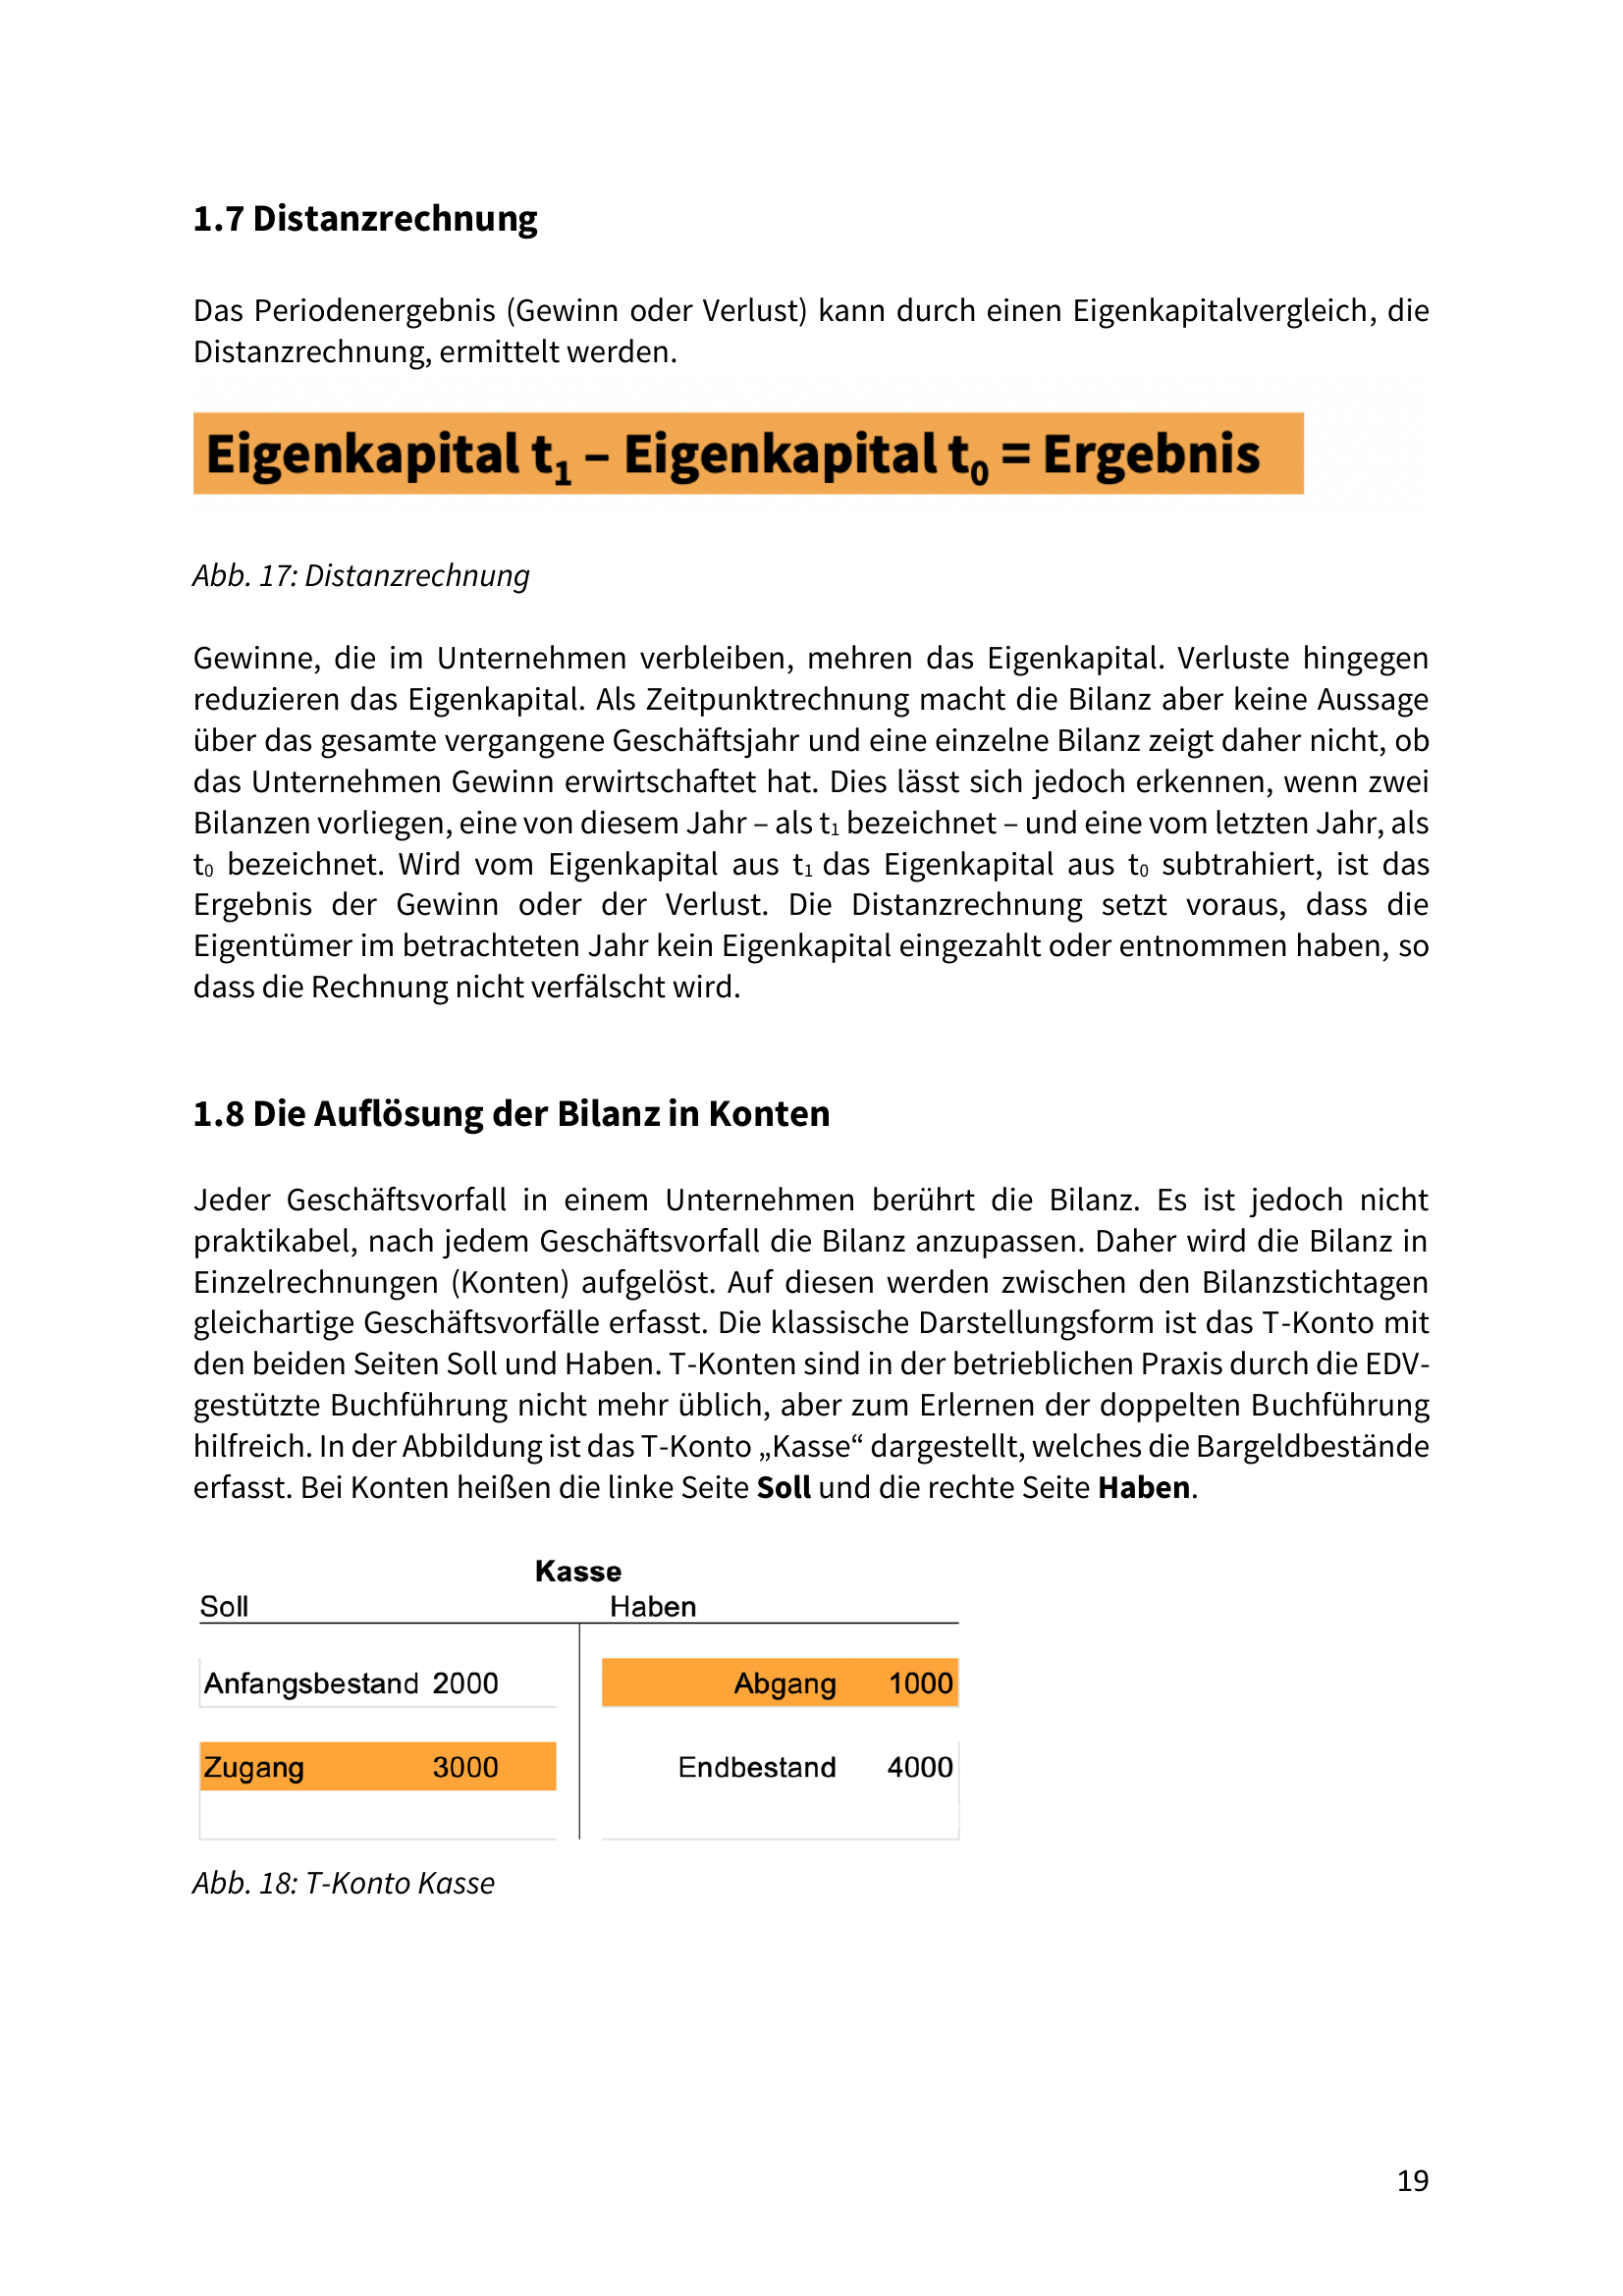 1.7 Distanzrechnung
Das Periodenergebnis (Gewinn oder Verlust) kann durch einen Eigenkapitalvergleich, die
Distanzrechnung, ermittelt werden.
Eigenkapital t₁ – Eigenkapital t₀ = Ergebnis
Abb. 17: Distanzrechnung
Gewinne, die im Unternehmen verbleiben, mehren das Eigenkapital. Verluste hingegen
reduzieren das Eigenkapital. Als Zeitpunktrechnung macht die Bilanz aber keine Aussage
über das gesamte vergangene Geschäftsjahr und eine einzelne Bilanz zeigt daher nicht, ob
das Unternehmen Gewinn erwirtschaftet hat. Dies lässt sich jedoch erkennen, wenn zwei
Bilanzen vorliegen, eine von diesem Jahr – als t₁ bezeichnet – und eine vom letzten Jahr, als
t₀ bezeichnet. Wird vom Eigenkapital aus t₁ das Eigenkapital aus t₀ subtrahiert, ist das
Ergebnis der Gewinn oder der Verlust. Die Distanzrechnung setzt voraus, dass die
Eigentümer im betrachteten Jahr kein Eigenkapital eingezahlt oder entnommen haben, so
dass die Rechnung nicht verfälscht wird.
1.8 Die Auflösung der Bilanz in Konten
Jeder Geschäftsvorfall in einem Unternehmen berührt die Bilanz. Es ist jedoch nicht
praktikabel, nach jedem Geschäftsvorfall die Bilanz anzupassen. Daher wird die Bilanz in
Einzelrechnungen (Konten) aufgelöst. Auf diesen werden zwischen den Bilanzstichtagen
gleichartige Geschäftsvorfälle erfasst. Die klassische Darstellungsform ist das T-Konto mit
den beiden Seiten Soll und Haben. T-Konten sind in der betrieblichen Praxis durch die EDV-
gestützte Buchführung nicht mehr üblich, aber zum Erlernen der doppelten Buchführung
hilfreich. In der Abbildung ist das T-Konto „Kasse“ dargestellt, welches die Bargeldbestände
erfasst. Bei Konten heißen die linke Seite Soll und die rechte Seite Haben.
Kasse
Soll Haben
Anfangsbestand 2000 Abgang 1000
Zugang 3000 Endbestand 4000
Abb. 18: T-Konto Kasse
19